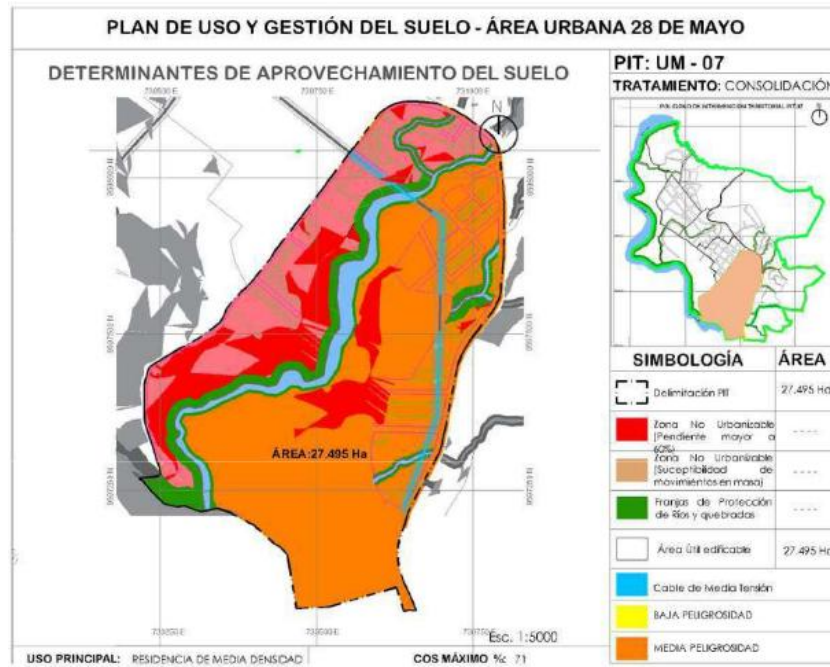 PLAN DE USO Y GESTIÓN DEL SUELO - ÁREA URBANA 28 DE MAYO
DETERMINANTES DE APROVECHAMIENTO DEL SUELO
PIT: UM - 07
TRATAMIENTO: CONSOLIDACIÓN
730750 E
N
9597500 N
9597500 N
ÁREA:27.495 Ha
730500 E
Esc. 1:5000
SIMBOLOGÍA ÁREA
Delimitación PIT 27.495 Ha
Zona No Urbanizable
(Pendiente mayor a
60%)
----
Zona No Urbanizable
(Suceptibilidad de
movimientos en masa)
----
Franjas de Protección
de Ríos y quebradas
----
Área Útil edificable 27.495 Ha
Cable de Media Tensión
BAJA PELIGROSIDAD
MEDIA PELIGROSIDAD
USO PRINCIPAL: RESIDENCIA DE MEDIA DENSIDAD COS MÁXIMO %: 71